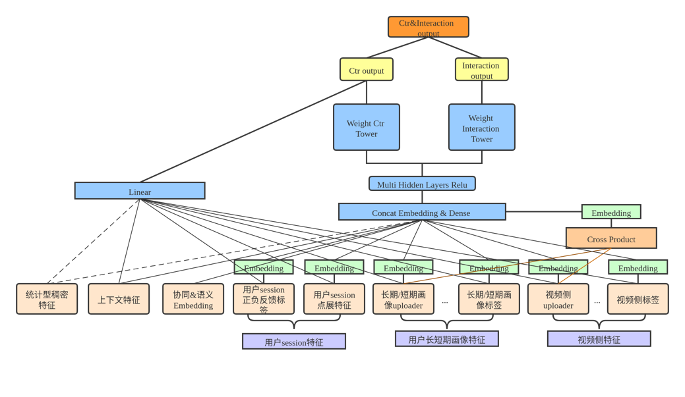 Ctr&Interaction
output
Ctr output
Interaction
output
Weight Ctr
Tower
Weight
Interaction
Tower
Multi Hidden Layers Relu
Linear
Concat Embedding & Dense
Embedding
Cross Product
Embedding
Embedding
Embedding
Embedding
Embedding
Embedding
统计型稠密
特征
上下文特征
协同&语义
Embedding
用户session
正负反馈标
签
用户session
点展特征
长期/短期画
像uploader
...
长期/短期画
像标签
视频侧
uploader
...
视频侧标签
用户session特征
用户长短期画像特征
视频侧特征